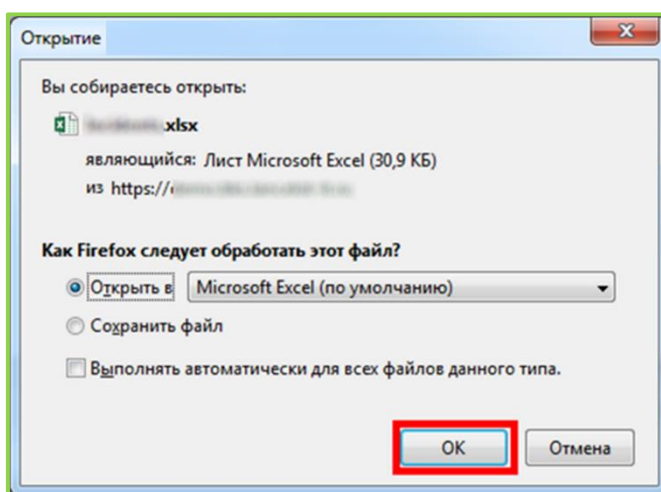 Открытие
Вы собираетесь открыть:
.xlsx
являющийся: Лист Microsoft Excel (30,9 КБ)
из https://
Как Firefox следует обработать этот файл?
Открыть в Microsoft Excel (по умолчанию)
Сохранить файл
Выполнять автоматически для всех файлов данного типа.
ОК Отмена